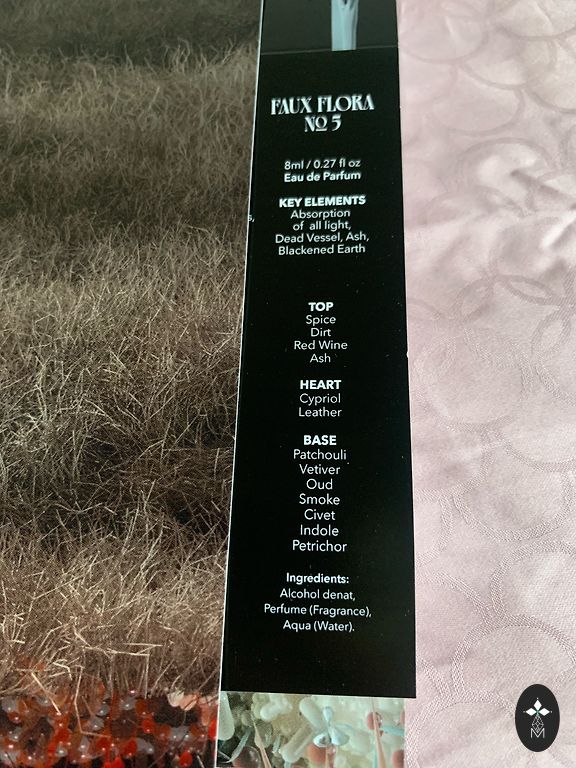 FAUX FLORA
Nº 5
8ml / 0.27 fl oz
Eau de Parfum
KEY ELEMENTS
Absorption
of all light,
Dead Vessel, Ash,
Blackened Earth
TOP
Spice
Dirt
Red Wine
Ash
HEART
Cypriol
Leather
BASE
Patchouli
Vetiver
Oud
Smoke
Civet
Indole
Petrichor
Ingredients:
Alcohol denat,
Perfume (Fragrance),
Aqua (Water).